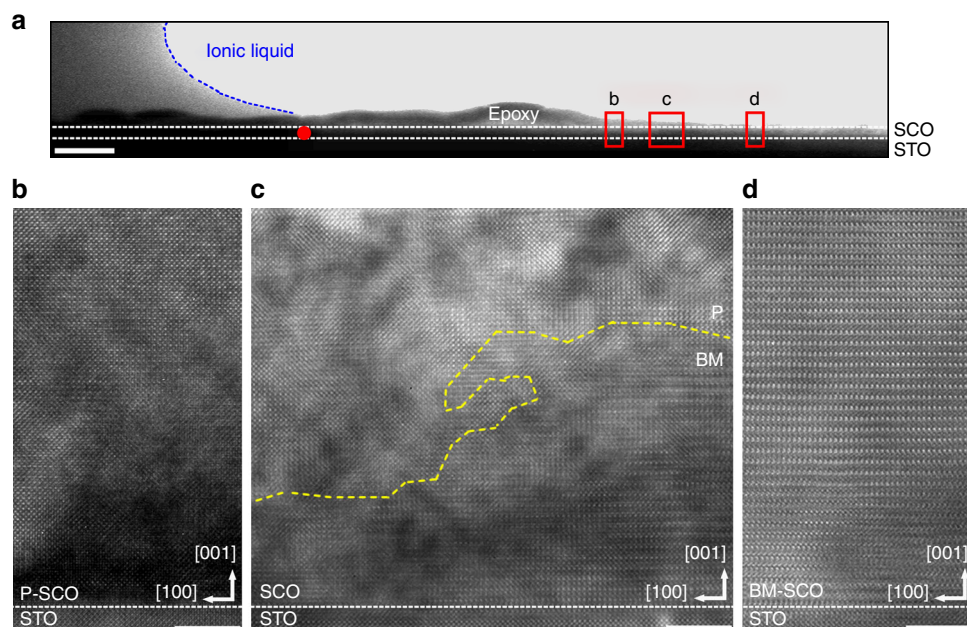 a
Ionic liquid
Epoxy
b
c
d
SCO
STO
b
c
d
P
BM
[001]
[100]
P-SCO
STO
[001]
[100]
SCO
STO
[001]
[100]
BM-SCO
STO